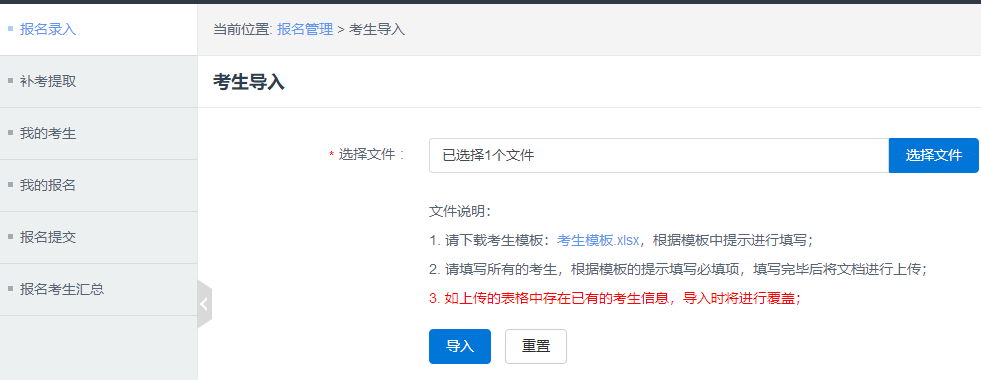 报名录入
当前位置: 报名管理 > 考生导入
补考提取
考生导入
我的考生
* 选择文件 :
已选择1个文件
选择文件
我的报名
文件说明：
报名提交
1. 请下载考生模板：考生模板.xlsx，根据模板中提示进行填写；
2. 请填写所有的考生，根据模板的提示填写必填项，填写完毕后将文档进行上传；
报名考生汇总
3. 如上传的表格中存在已有的考生信息，导入时将进行覆盖；
导入
重置